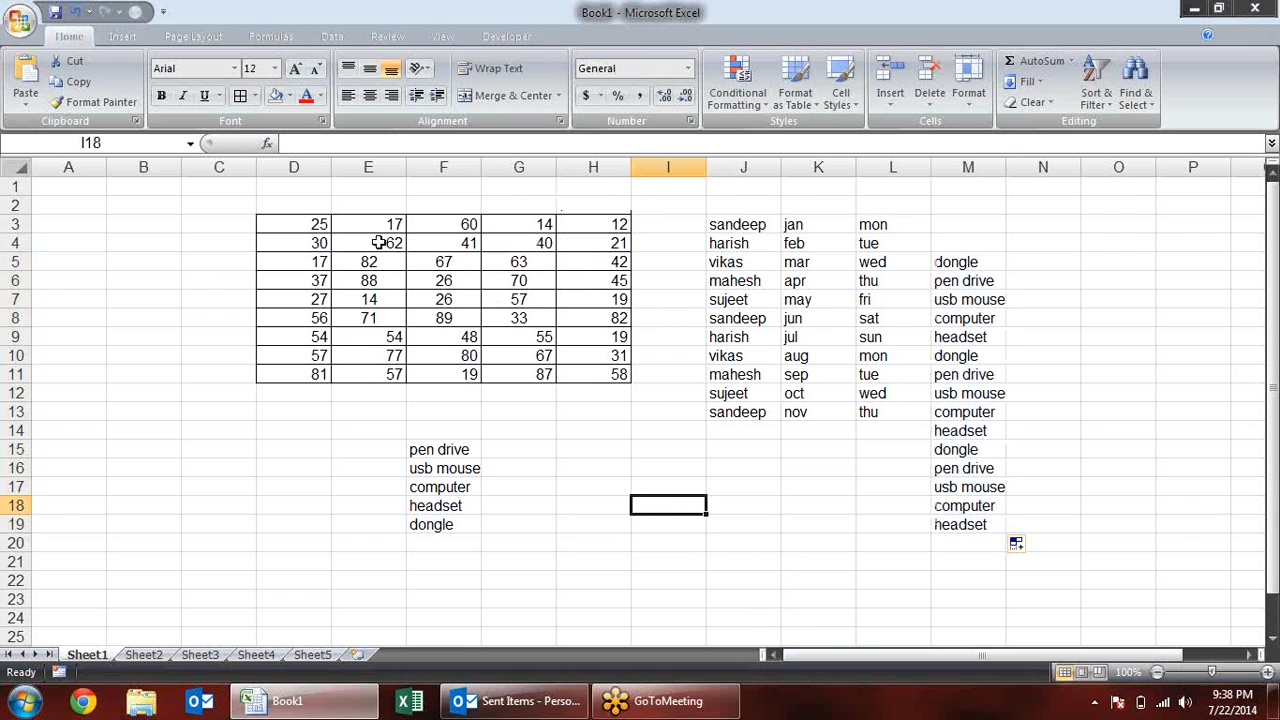 Book1 - Microsoft Excel
Home Insert Page Layout Formulas Data Review View Developer
Paste Cut Copy Format Painter
Arial 12
B I U
Wrap Text
Merge & Center
General
$ % ,
Conditional Formatting Format as Table Cell Styles
Insert Delete Format
AutoSum Fill Clear
Sort & Filter Find & Select
Clipboard Font Alignment Number Styles Cells Editing
I18 fx
A B C D E F G H I J K L M N O P
1
2
3 25 17 60 14 12 sandeep jan mon
4 30 62 41 40 21 harish feb tue
5 17 82 67 63 42 vikas mar wed dongle
6 37 88 26 70 45 mahesh apr thu pen drive
7 27 14 26 57 19 sujeet may fri usb mouse
8 56 71 89 33 82 sandeep jun sat computer
9 54 54 48 55 19 harish jul sun headset
10 57 77 80 67 31 vikas aug mon dongle
11 81 57 19 87 58 mahesh sep tue pen drive
12 sujeet oct wed usb mouse
13 sandeep nov thu computer
14 headset
15 pen drive dongle
16 usb mouse pen drive
17 computer usb mouse
18 headset computer
19 dongle headset
20
21
22
23
24
25
Sheet1 Sheet2 Sheet3 Sheet4 Sheet5
Ready 100%
Book1 Sent Items - Perso... GoToMeeting
9:38 PM
7/22/2014